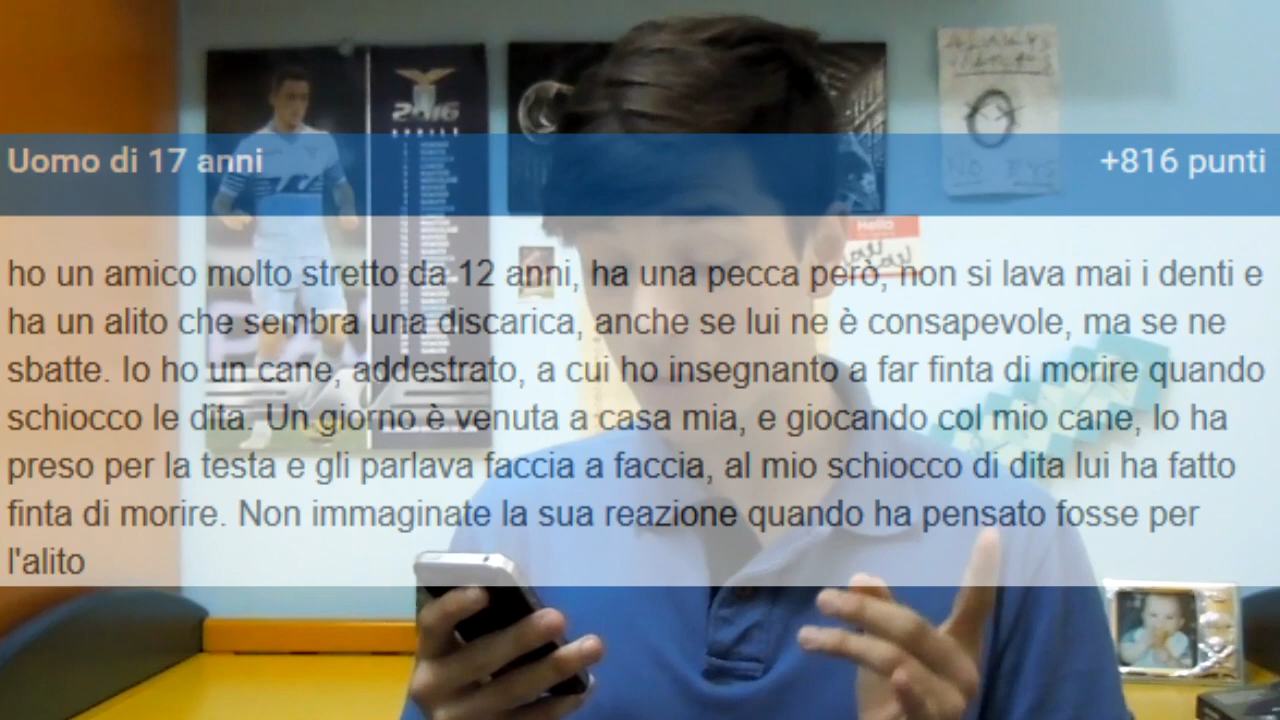 2016
APRILE
Hello
NO EYES
Uomo di 17 anni
+816 punti
ho un amico molto stretto da 12 anni, ha una pecca però, non si lava mai i denti e
ha un alito che sembra una discarica, anche se lui ne è consapevole, ma se ne
sbatte. Io ho un cane, addestrato, a cui ho insegnanto a far finta di morire quando
schiocco le dita. Un giorno è venuta a casa mia, e giocando col mio cane, lo ha
preso per la testa e gli parlava faccia a faccia, al mio schiocco di dita lui ha fatto
finta di morire. Non immaginate la sua reazione quando ha pensato fosse per
l'alito